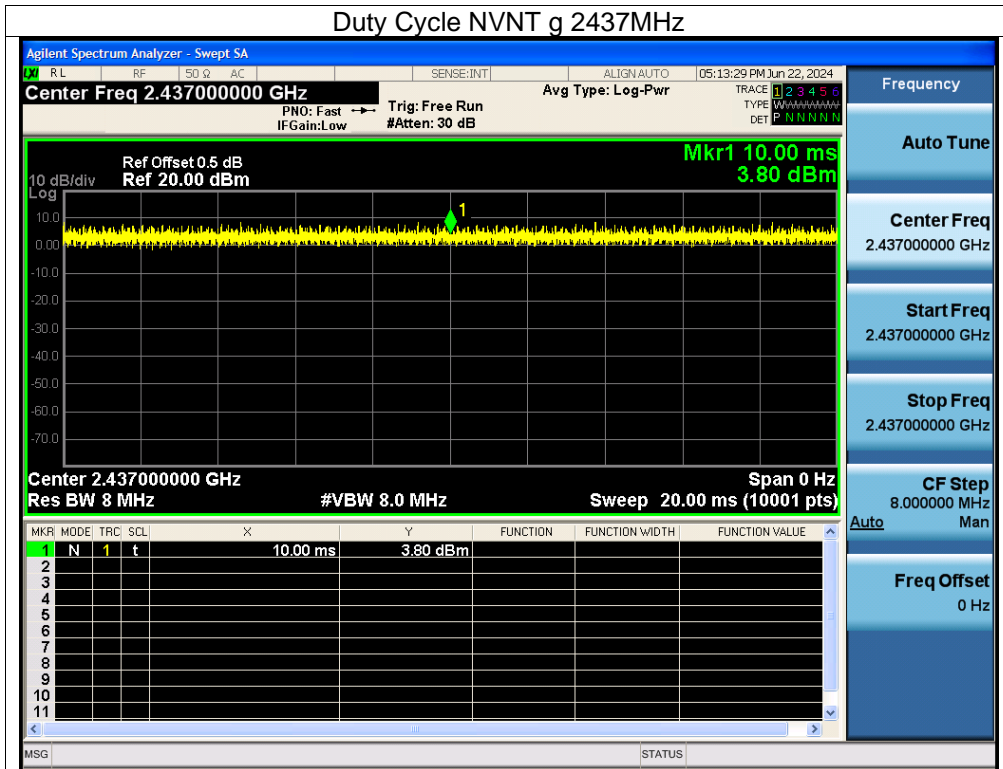 Duty Cycle NVNT g 2437MHz
Agilent Spectrum Analyzer - Swept SA
LXI RL RF 50 Ω AC SENSE:INT ALIGN AUTO 05:13:29 PM Jun 22, 2024
Center Freq 2.437000000 GHz
PNO: Fast
IFGain:Low
Trig: Free Run
#Atten: 30 dB
Avg Type: Log-Pwr
TRACE 1 2 3 4 5 6
TYPE WWWWWW
DET P N N N N N
Mkr1 10.00 ms
3.80 dBm
Ref Offset 0.5 dB
10 dB/div Ref 20.00 dBm
Log
10.0
0.00
-10.0
-20.0
-30.0
-40.0
-50.0
-60.0
-70.0
1
Center 2.437000000 GHz Span 0 Hz
Res BW 8 MHz #VBW 8.0 MHz Sweep 20.00 ms (10001 pts)
MKR MODE TRC SCL X Y FUNCTION FUNCTION WIDTH FUNCTION VALUE
1 N 1 t 10.00 ms 3.80 dBm
2
3
4
5
6
7
8
9
10
11
MSG STATUS
Frequency
Auto Tune
Center Freq
2.437000000 GHz
Start Freq
2.437000000 GHz
Stop Freq
2.437000000 GHz
CF Step
8.000000 MHz
Auto Man
Freq Offset
0 Hz